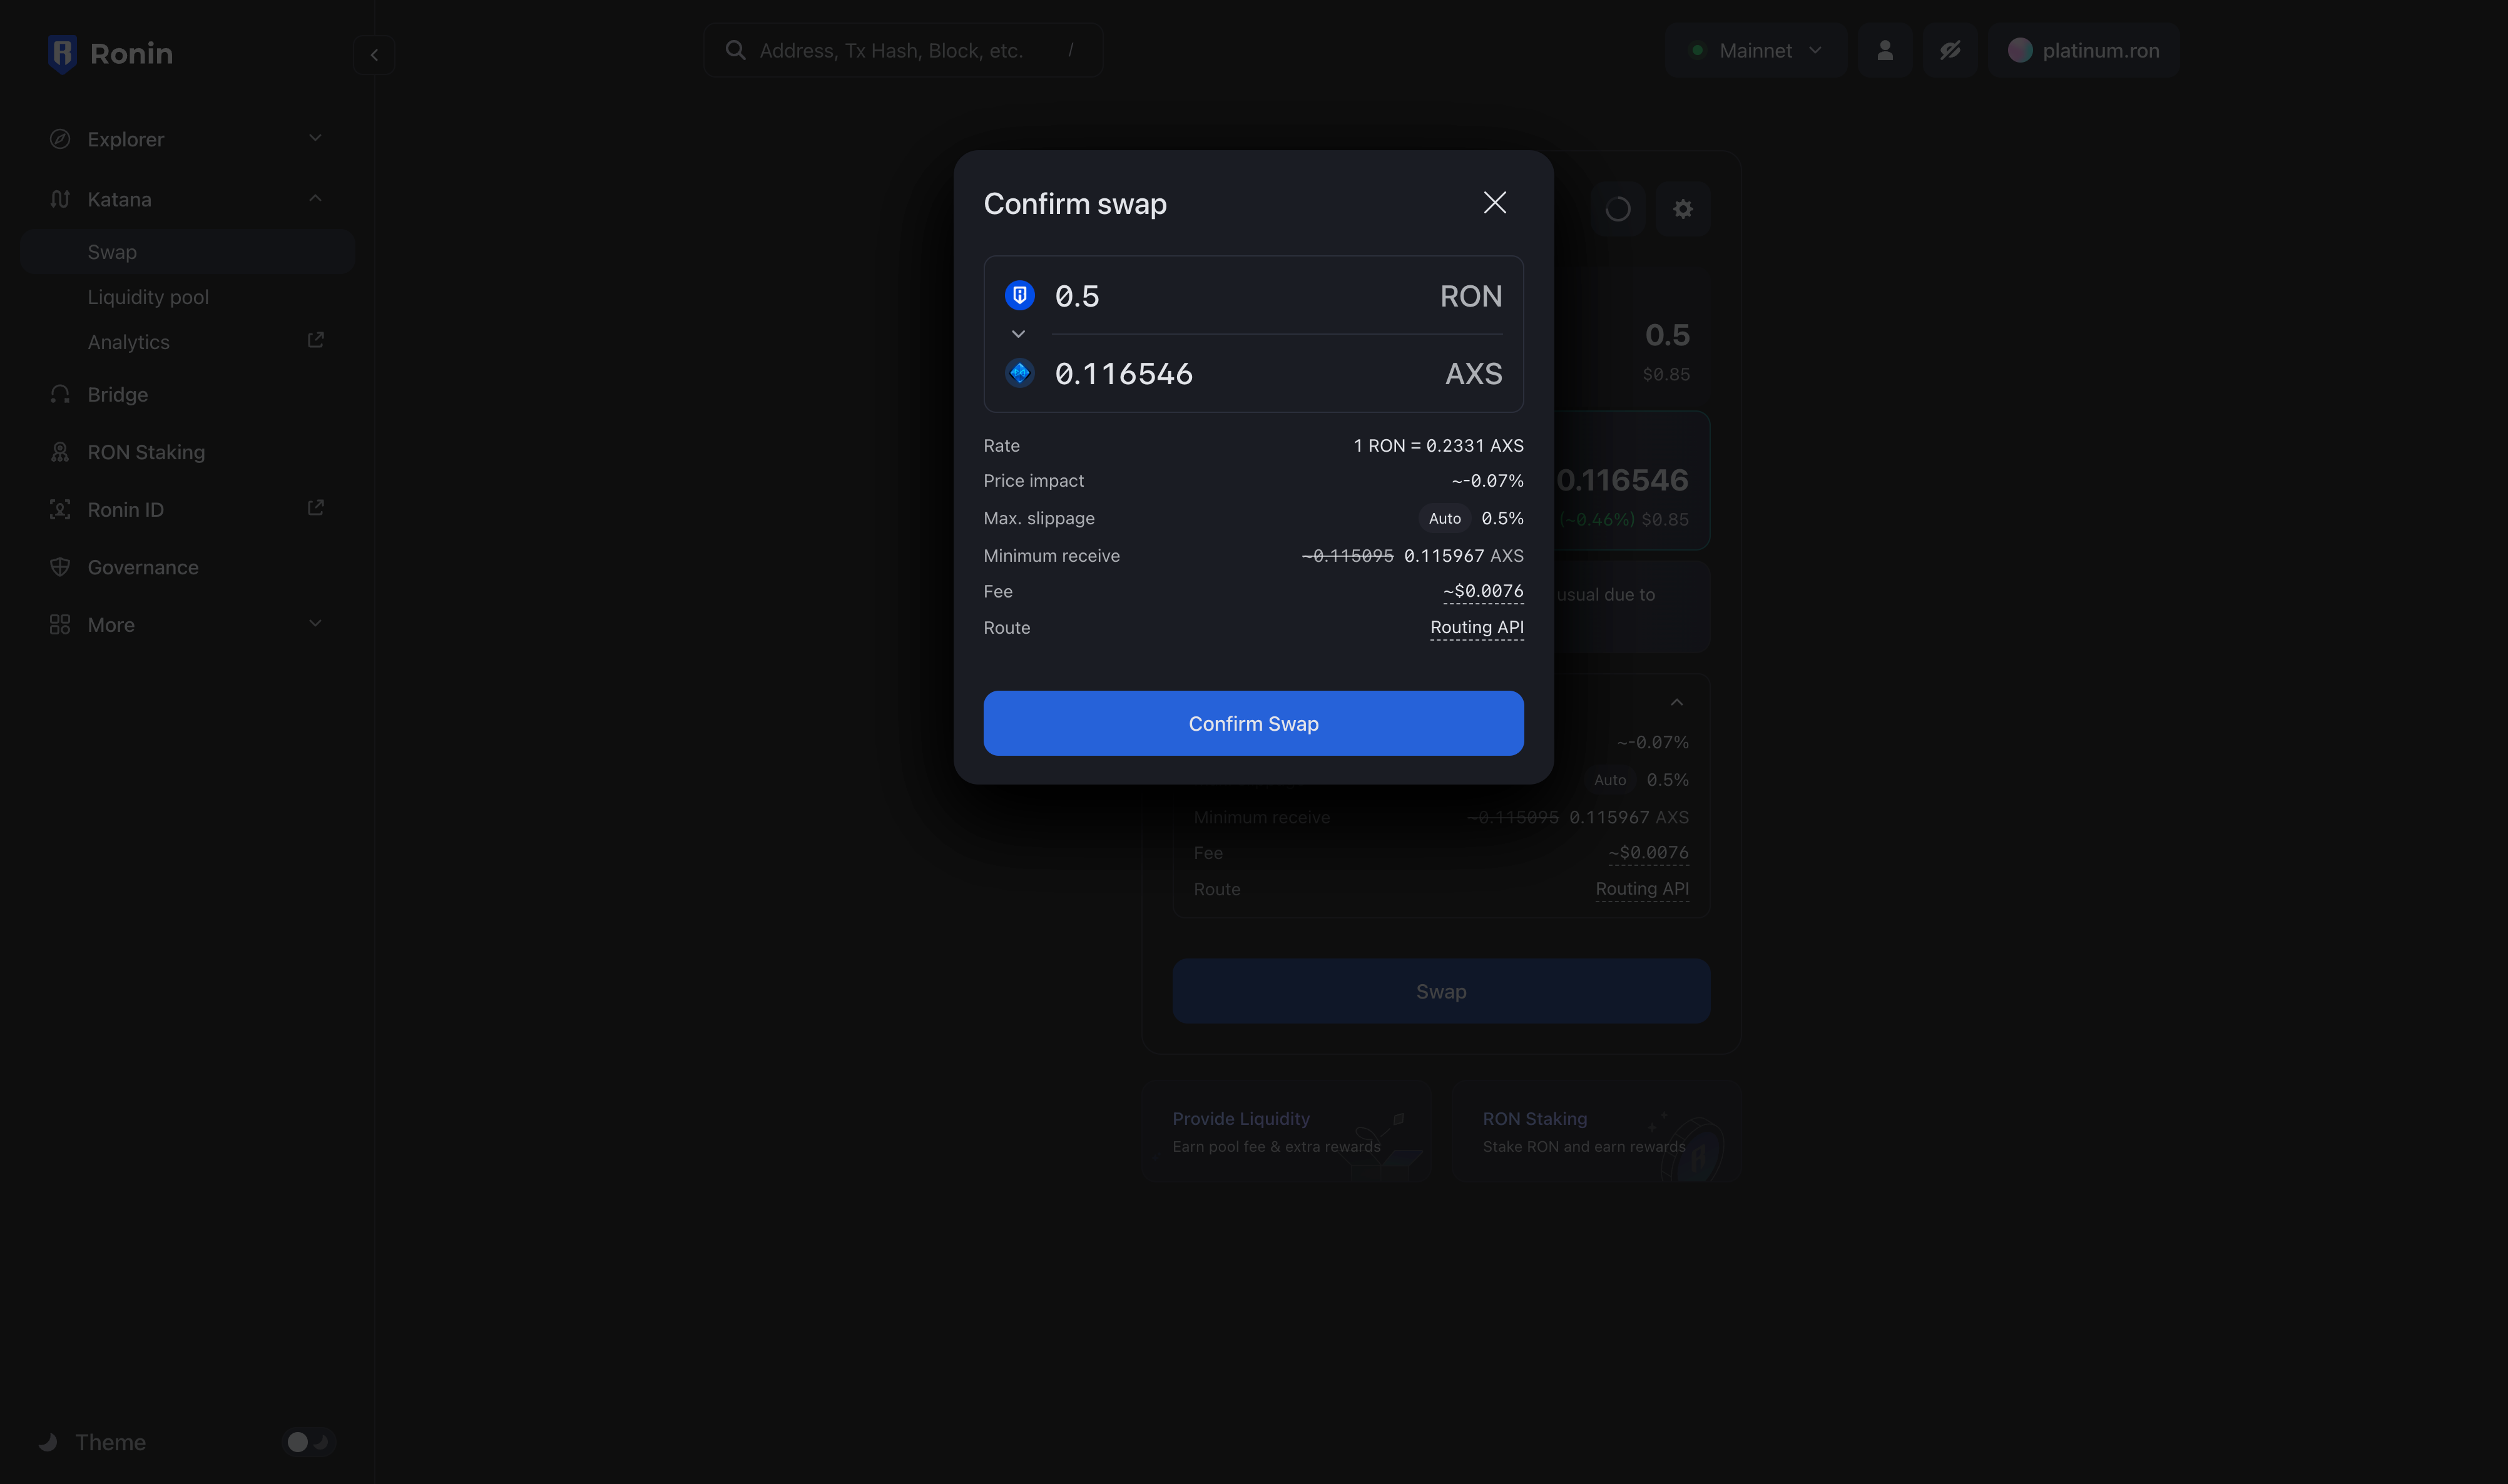 Ronin
Address, Tx Hash, Block, etc. /
Mainnet
platinum.ron
Explorer
Katana
Swap
Liquidity pool
Analytics
Bridge
RON Staking
Ronin ID
Governance
More
Theme
Confirm swap
0.5 RON
0.116546 AXS
Rate 1 RON = 0.2331 AXS
Price impact ~-0.07%
Max. slippage Auto 0.5%
Minimum receive ~0.115095 0.115967 AXS
Fee ~$0.0076
Route Routing API
Confirm Swap
0.5
$0.85
0.116546
(~0.46%) $0.85
usual due to
~-0.07%
Auto 0.5%
Minimum receive ~0.115095 0.115967 AXS
Fee ~$0.0076
Route Routing API
Swap
Provide Liquidity
Earn pool fee & extra rewards
RON Staking
Stake RON and earn rewards